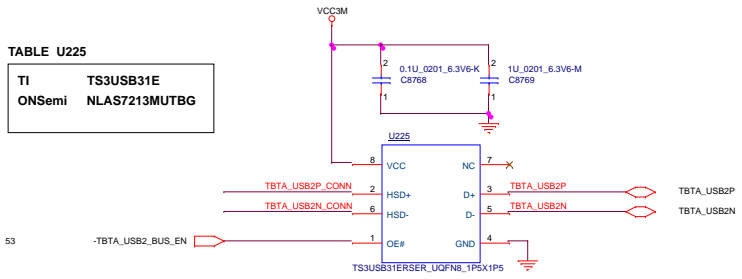 VCC3M
TABLE U225
TI TS3USB31E
ONSemi NLAS7213MUTBG
2 0.1U_0201_6.3V6-K
C8768
1
2 1U_0201_6.3V6-M
C8769
1
U225
8 VCC NC 7
TBTA_USB2P_CONN 2 HSD+ D+ 3 TBTA_USB2P TBTA_USB2P
TBTA_USB2N_CONN 6 HSD- D- 5 TBTA_USB2N TBTA_USB2N
53 -TBTA_USB2_BUS_EN 1 OE# GND 4
TS3USB31ERSER_UQFN8_1P5X1P5